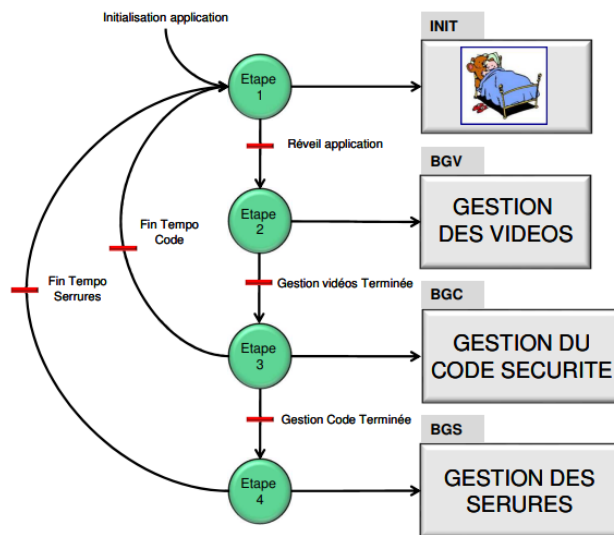 Initialisation application
INIT
Etape
1
Réveil application
BGV
Etape
2
GESTION
DES VIDEOS
Fin Tempo
Code
Fin Tempo
Serrures
Gestion vidéos Terminée
BGC
Etape
3
GESTION DU
CODE SECURITE
Gestion Code Terminée
BGS
Etape
4
GESTION DES
SERURES